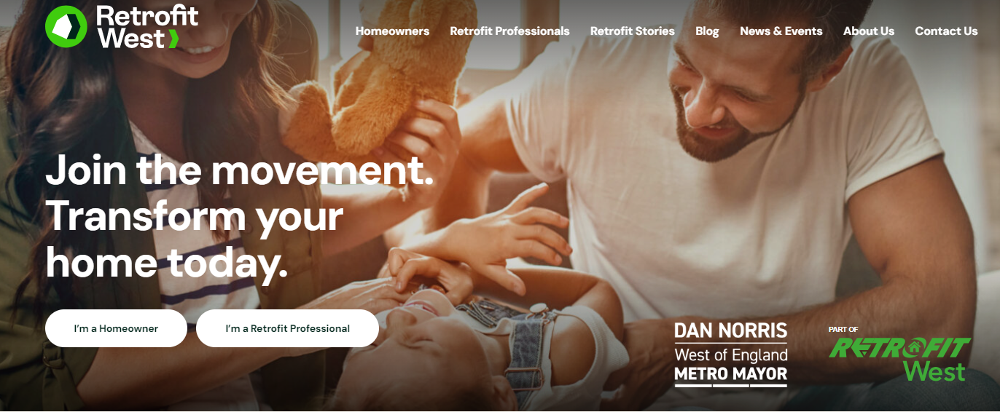 Retrofit
West
Homeowners
Retrofit Professionals
Retrofit Stories
Blog
News & Events
About Us
Contact Us
Join the movement.
Transform your
home today.
I'm a Homeowner
I'm a Retrofit Professional
DAN NORRIS
West of England
METRO MAYOR
PART OF
RETROFIT
West